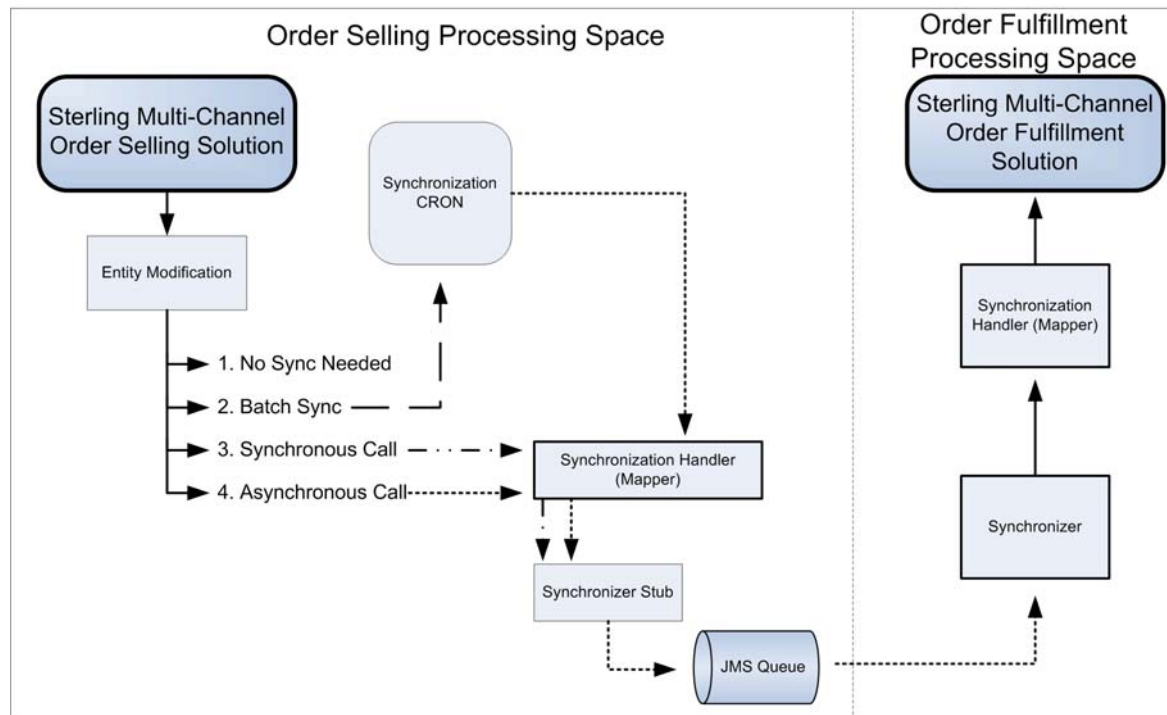 Order Selling Processing Space
Order Fulfillment
Processing Space
Sterling Multi-Channel
Order Selling Solution
Sterling Multi-Channel
Order Fulfillment
Solution
Synchronization
CRON
Entity Modification
Synchronization
Handler (Mapper)
1. No Sync Needed
2. Batch Sync
3. Synchronous Call
4. Asynchronous Call
Synchronization Handler
(Mapper)
Synchronizer
Synchronizer Stub
JMS Queue